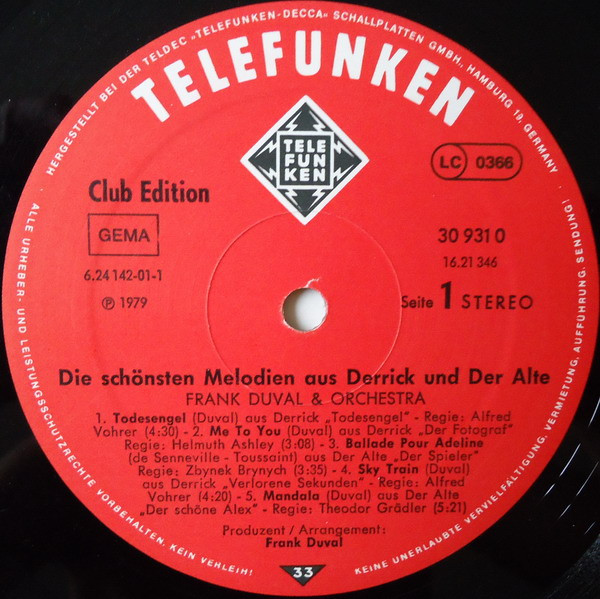 HERGESTELLT BEI DER TELDEC „TELEFUNKEN-DECCA" SCHALLPLATTEN GMBH., HAMBURG 19, GERMANY
TELEFUNKEN
TELE
FUN
KEN
LC 0366
Club Edition
GEMA
30 931 0
6.24 142-01-1
16.21 346
℗ 1979
Seite 1 STEREO
Die schönsten Melodien aus Derrick und Der Alte
FRANK DUVAL & ORCHESTRA
1. Todesengel (Duval) aus Derrick „Todesengel" - Regie: Alfred
Vohrer (4:30) - 2. Me To You (Duval) aus Derrick „Der Fotograf"
Regie: Helmuth Ashley (3:08) - 3. Ballade Pour Adeline
(de Senneville - Toussaint) aus Der Alte „Der Spieler"
Regie: Zbynek Brynych (3:35) - 4. Sky Train (Duval)
aus Derrick „Verlorene Sekunden" - Regie: Alfred
Vohrer (4:20) - 5. Mandala (Duval) aus Der Alte
„Der schöne Alex" - Regie: Theodor Grädler (5:21)
Produzent / Arrangement:
Frank Duval
33
ALLE URHEBER- UND LEISTUNGSSCHUTZRECHTE VORBEHALTEN. KEIN VERLEIH!
KEINE UNERLAUBTE VERVIELFÄLTIGUNG, VERMIETUNG, AUFFÜHRUNG, SENDUNG!